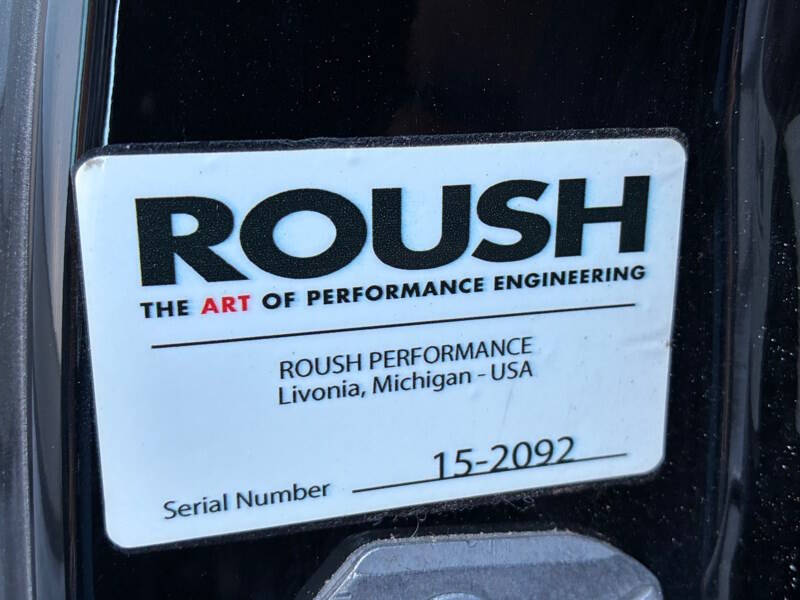 ROUSH
THE ART OF PERFORMANCE ENGINEERING
ROUSH PERFORMANCE
Livonia, Michigan - USA
Serial Number 15-2092